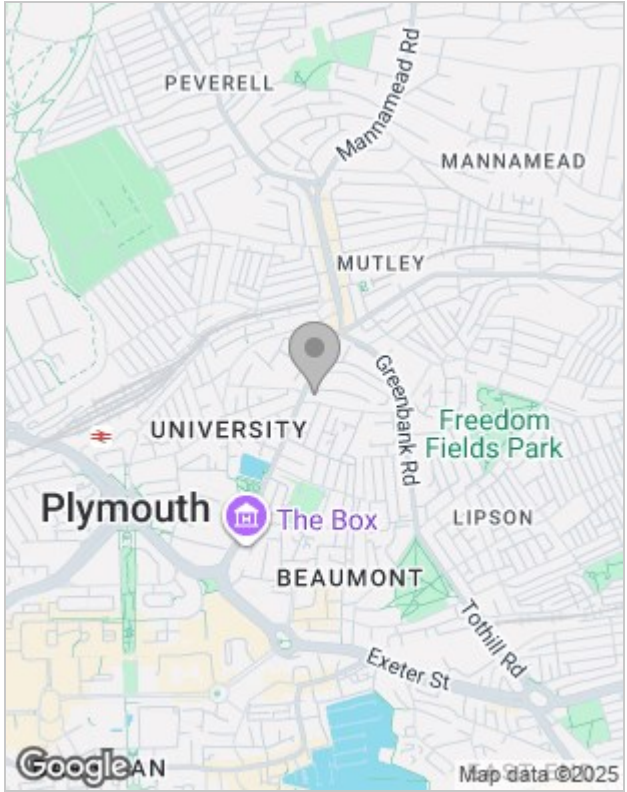 PEVERELL
Mannamead Rd
MANNAMEAD
MUTLEY
Greenbank Rd
UNIVERSITY
Freedom
Fields Park
Plymouth
The Box
LIPSON
BEAUMONT
Tothill Rd
Exeter St
Google
AN
Map data ©2025